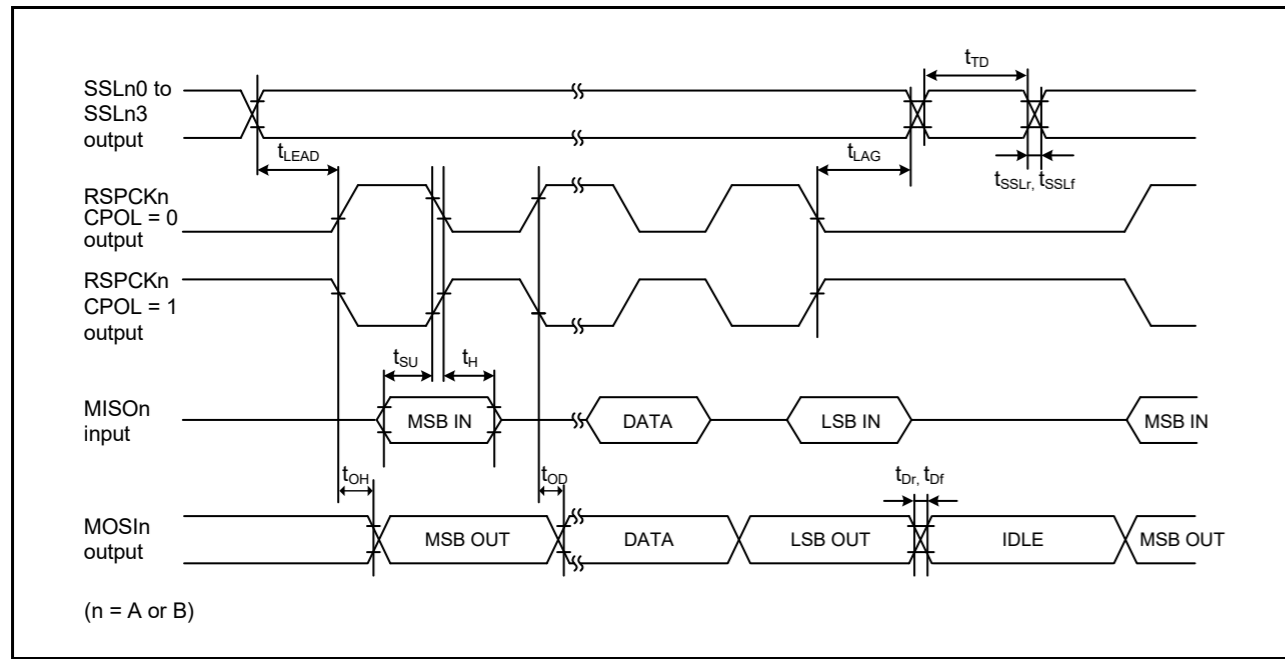 SSLn0 to
SSLn3
output
tTD
tLEAD
tLAG
tSSLr, tSSLf
RSPCKn
CPOL = 0
output
RSPCKn
CPOL = 1
output
tSU
tH
MISOn
input
MSB IN
DATA
LSB IN
MSB IN
tOH
tOD
tDr, tDf
MOSIn
output
MSB OUT
DATA
LSB OUT
IDLE
MSB OUT
(n = A or B)